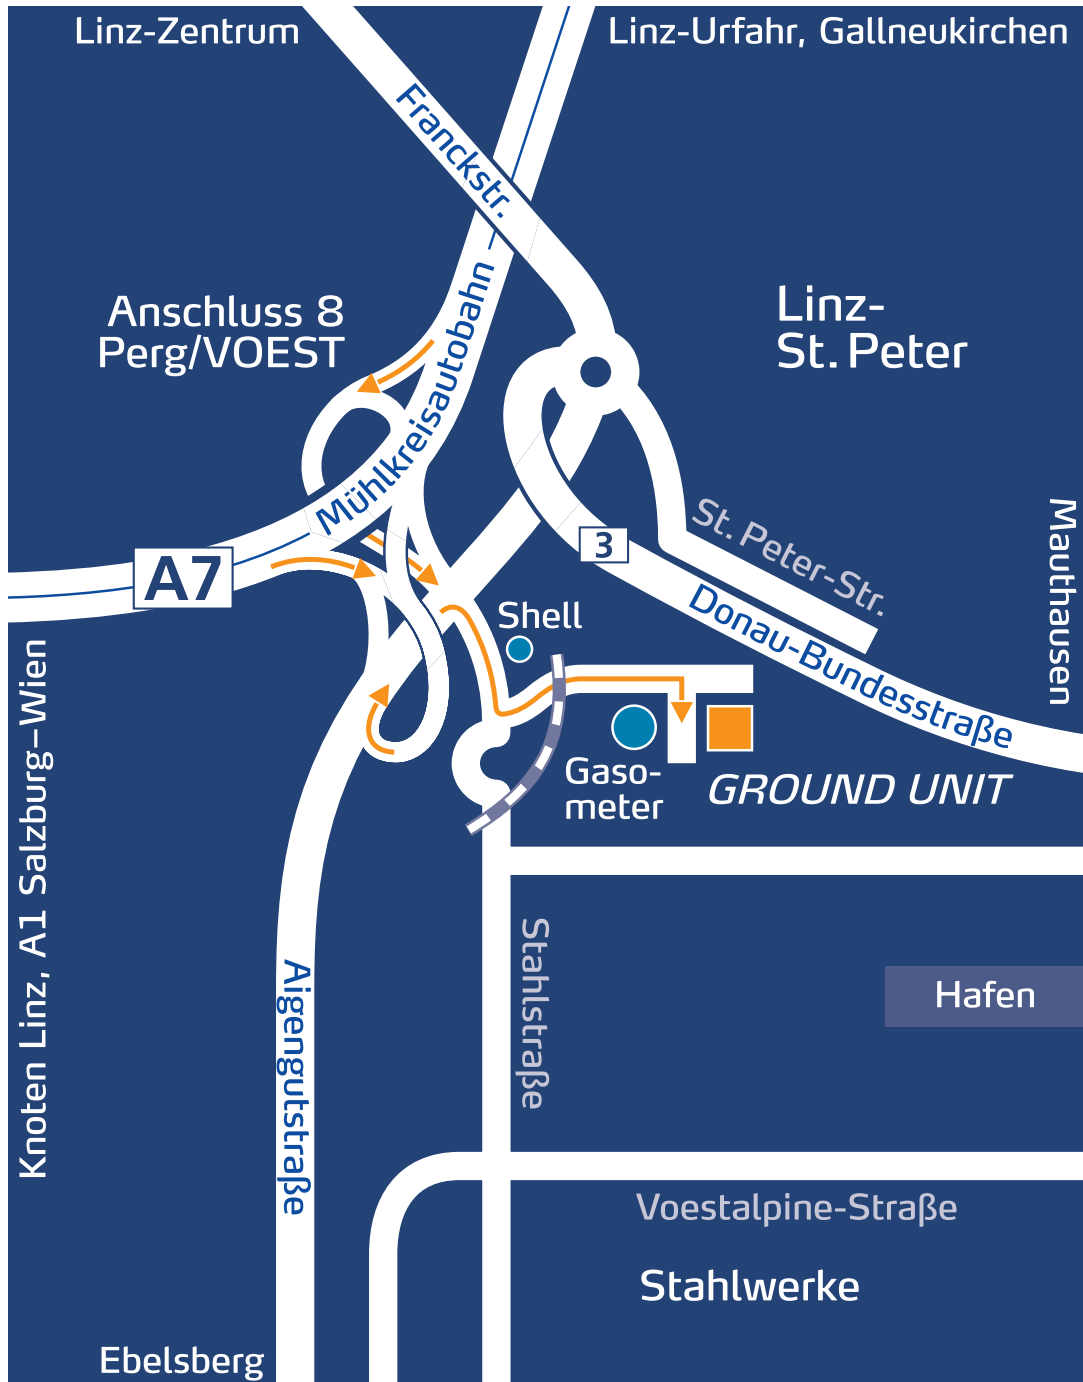 Linz-Zentrum
Linz-Urfahr, Gallneukirchen
Franckstr.
Anschluss 8
Perg/VOEST
Mühlkreisautobahn
Linz-
St. Peter
St. Peter-Str.
3
Mauthausen
A7
Donau-Bundesstraße
Shell
Gaso-
meter
GROUND UNIT
Knoten Linz, A1 Salzburg–Wien
Stahlstraße
Aigengutstraße
Hafen
Voestalpine-Straße
Stahlwerke
Ebelsberg